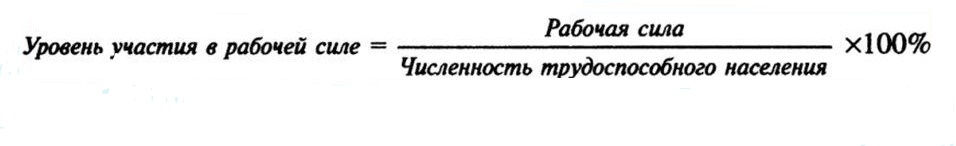 Уровень участия в рабочей силе = Рабочая сила / Численность трудоспособного населения ×100%